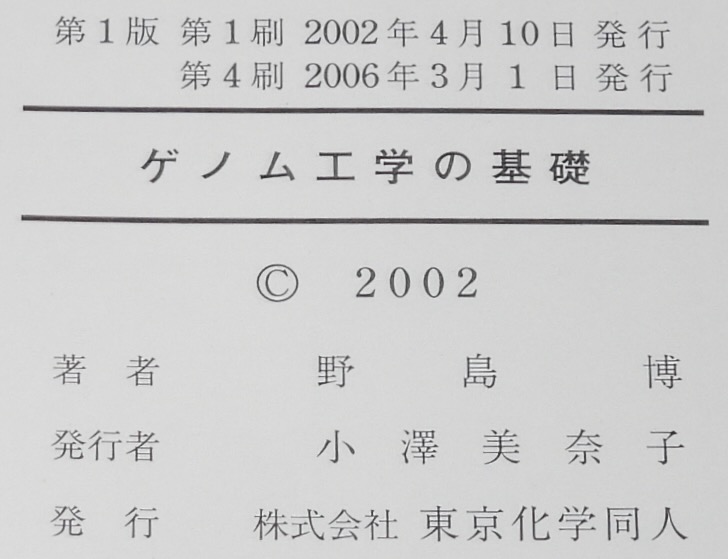 第1版 第1刷 2002年4月10日 発行
第4刷 2006年3月1日 発行
ゲノム工学の基礎
© 2002
著者 野島博
発行者 小澤美奈子
発行 株式会社 東京化学同人